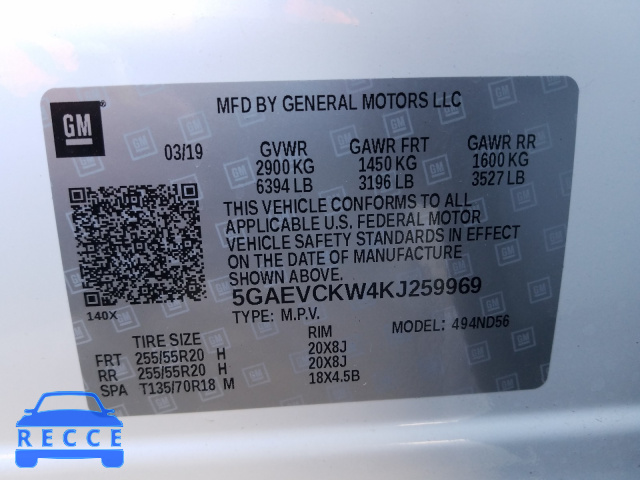 GM
MFD BY GENERAL MOTORS LLC
03/19 GVWR GAWR FRT GAWR RR
2900 KG 1450 KG 1600 KG
6394 LB 3196 LB 3527 LB
THIS VEHICLE CONFORMS TO ALL
APPLICABLE U.S. FEDERAL MOTOR
VEHICLE SAFETY STANDARDS IN EFFECT
ON THE DATE OF MANUFACTURE
SHOWN ABOVE.
5GAEVCKW4KJ259969
140X TYPE: M.P.V. MODEL: 494ND56
TIRE SIZE RIM
FRT 255/55R20 H 20X8J
RR 255/55R20 H 20X8J
SPA T135/70R18 M 18X4.5B
RECCE